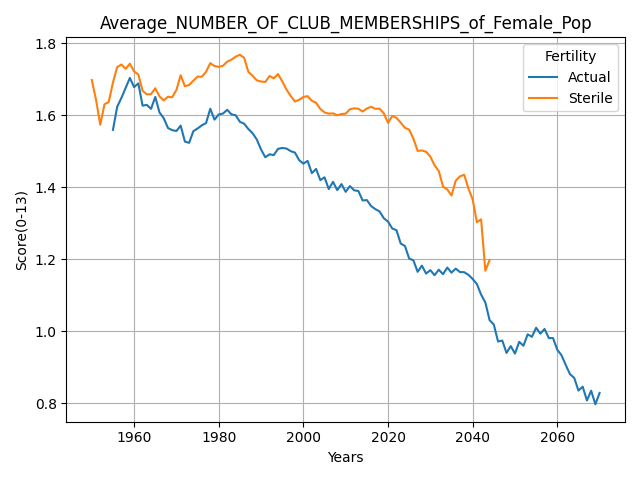 Average_NUMBER_OF_CLUB_MEMBERSHIPS_of_Female_Pop
Fertility
Actual
Sterile
Score(0-13)
1.8
1.6
1.4
1.2
1.0
0.8
1960
1980
2000
2020
2040
2060
Years